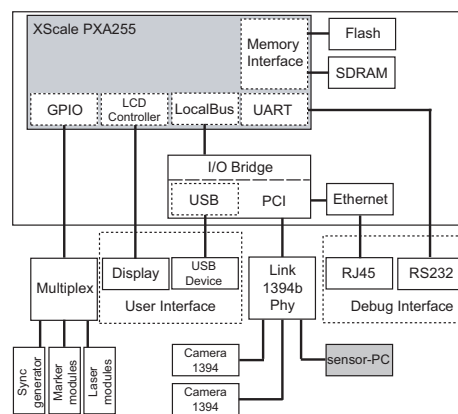 XScale PXA255
Memory
Interface
Flash
SDRAM
GPIO
LCD
Controller
LocalBus
UART
I/O Bridge
USB
PCI
Ethernet
Multiplex
Display
USB
Device
User Interface
Link
1394b
Phy
RJ45
RS232
Debug Interface
Sync
generator
Marker
modules
Laser
modules
Camera
1394
sensor-PC
Camera
1394